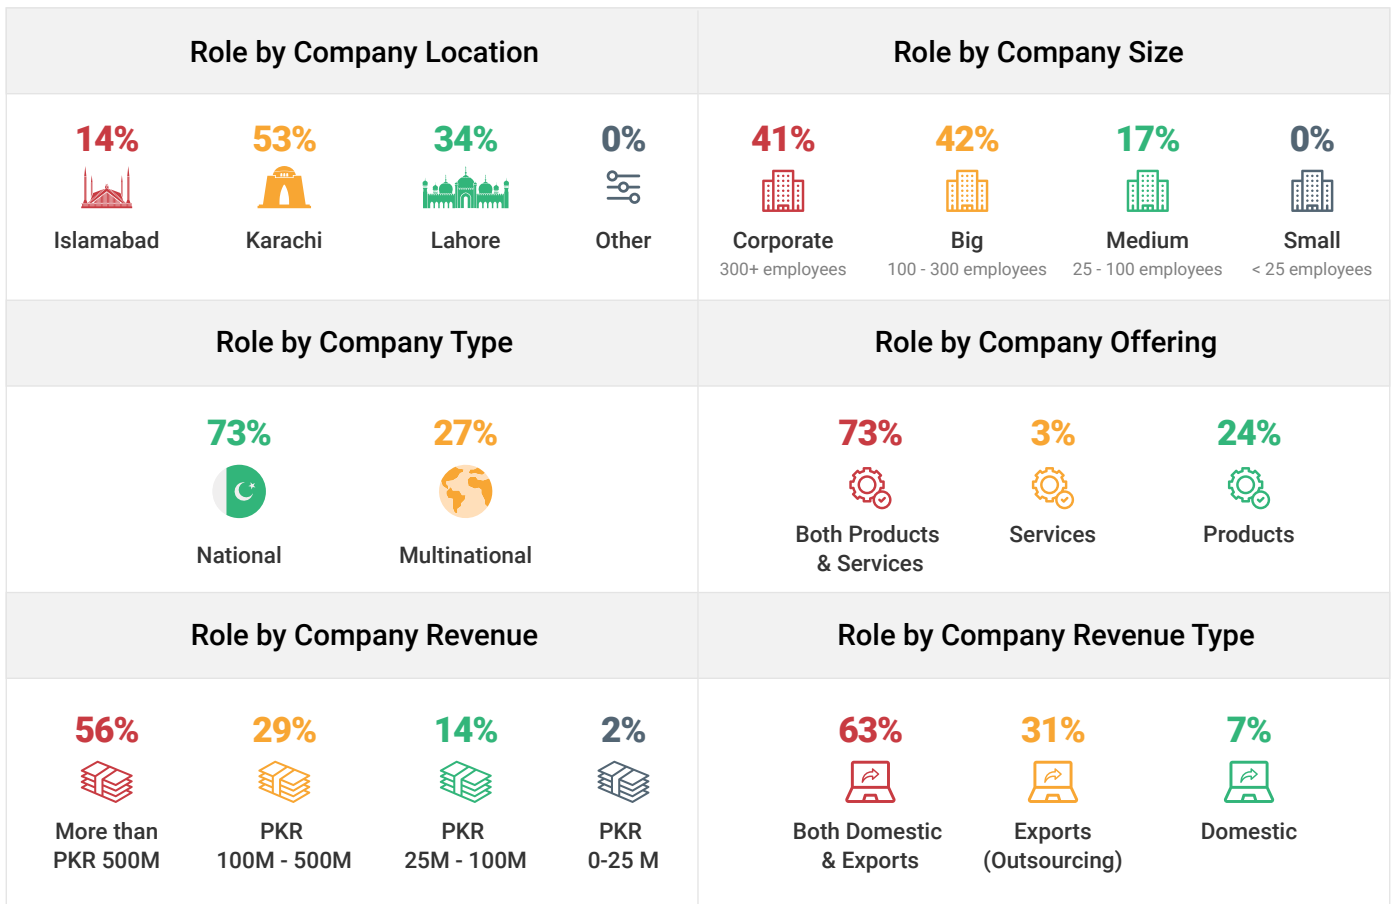 Role by Company Location
14%
53%
34%
0%
Islamabad
Karachi
Lahore
Other
Role by Company Size
41%
42%
17%
0%
Corporate
Big
Medium
Small
300+ employees
100 - 300 employees
25 - 100 employees
< 25 employees
Role by Company Type
73%
27%
National
Multinational
Role by Company Offering
73%
3%
24%
Both Products
& Services
Services
Products
Role by Company Revenue
56%
29%
14%
2%
More than
PKR 500M
PKR
100M - 500M
PKR
25M - 100M
PKR
0-25 M
Role by Company Revenue Type
63%
31%
7%
Both Domestic
& Exports
Exports
(Outsourcing)
Domestic